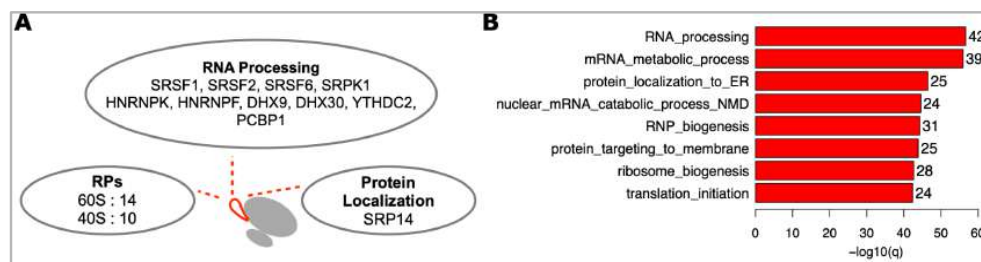 A
RNA Processing
SRSF1, SRSF2, SRSF6, SRPK1
HNRNPK, HNRNPF, DHX9, DHX30, YTHDC2,
PCBP1
RPs
60S : 14
40S : 10
Protein
Localization
SRP14
B
RNA_processing 42
mRNA_metabolic_process 39
protein_localization_to_ER 25
nuclear_mRNA_catabolic_process_NMD 24
RNP_biogenesis 31
protein_targeting_to_membrane 25
ribosome_biogenesis 28
translation_initiation 24
0 10 20 30 40 50 60
−log10(q)